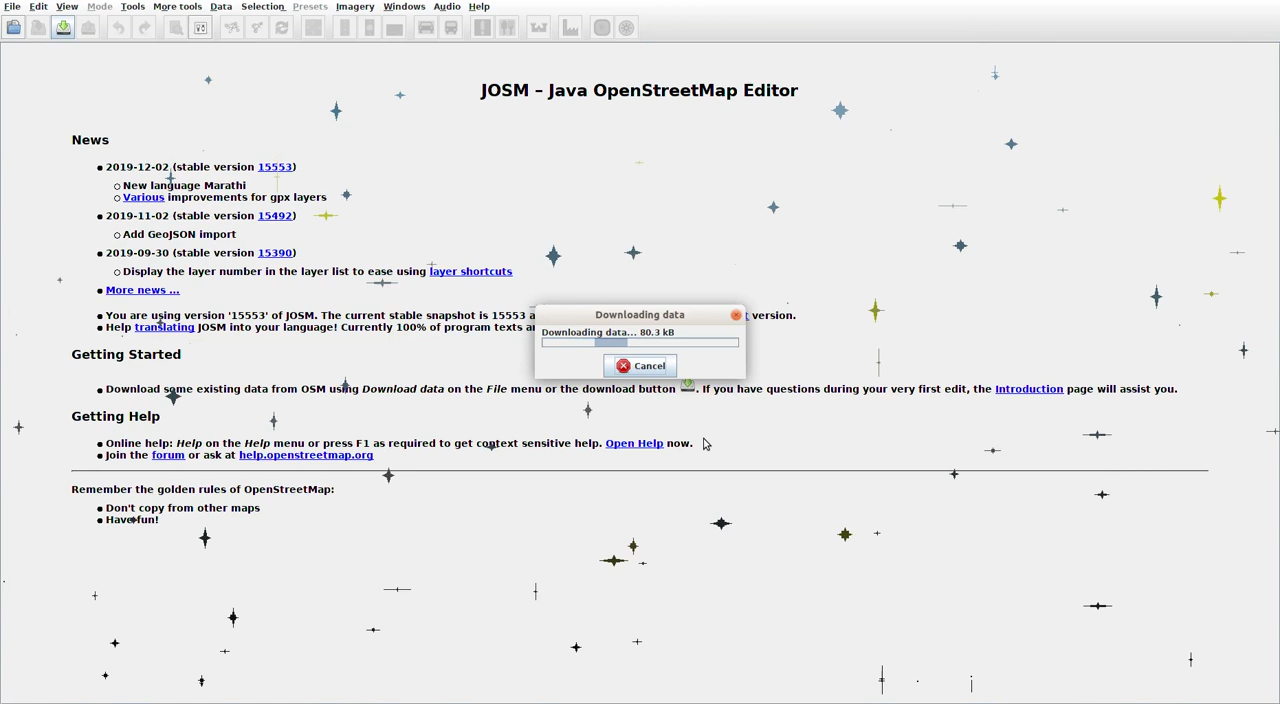 File Edit View Mode Tools More tools Data Selection Presets Imagery Windows Audio Help
JOSM – Java OpenStreetMap Editor
News
2019-12-02 (stable version 15553)
New language Marathi
Various improvements for gpx layers
2019-11-02 (stable version 15492)
Add GeoJSON import
2019-09-30 (stable version 15390)
Display the layer number in the layer list to ease using layer shortcuts
More news ...
You are using version '15553' of JOSM. The current stable snapshot is 15553 version.
Help translating JOSM into your language! Currently 100% of program texts
Downloading data
Downloading data... 80.3 kB
Cancel
Getting Started
Download some existing data from OSM using Download data on the File menu or the download button . If you have questions during your very first edit, the Introduction page will assist you.
Getting Help
Online help: Help on the Help menu or press F1 as required to get context sensitive help. Open Help now.
Join the forum or ask at help.openstreetmap.org
Remember the golden rules of OpenStreetMap:
Don't copy from other maps
Have fun!